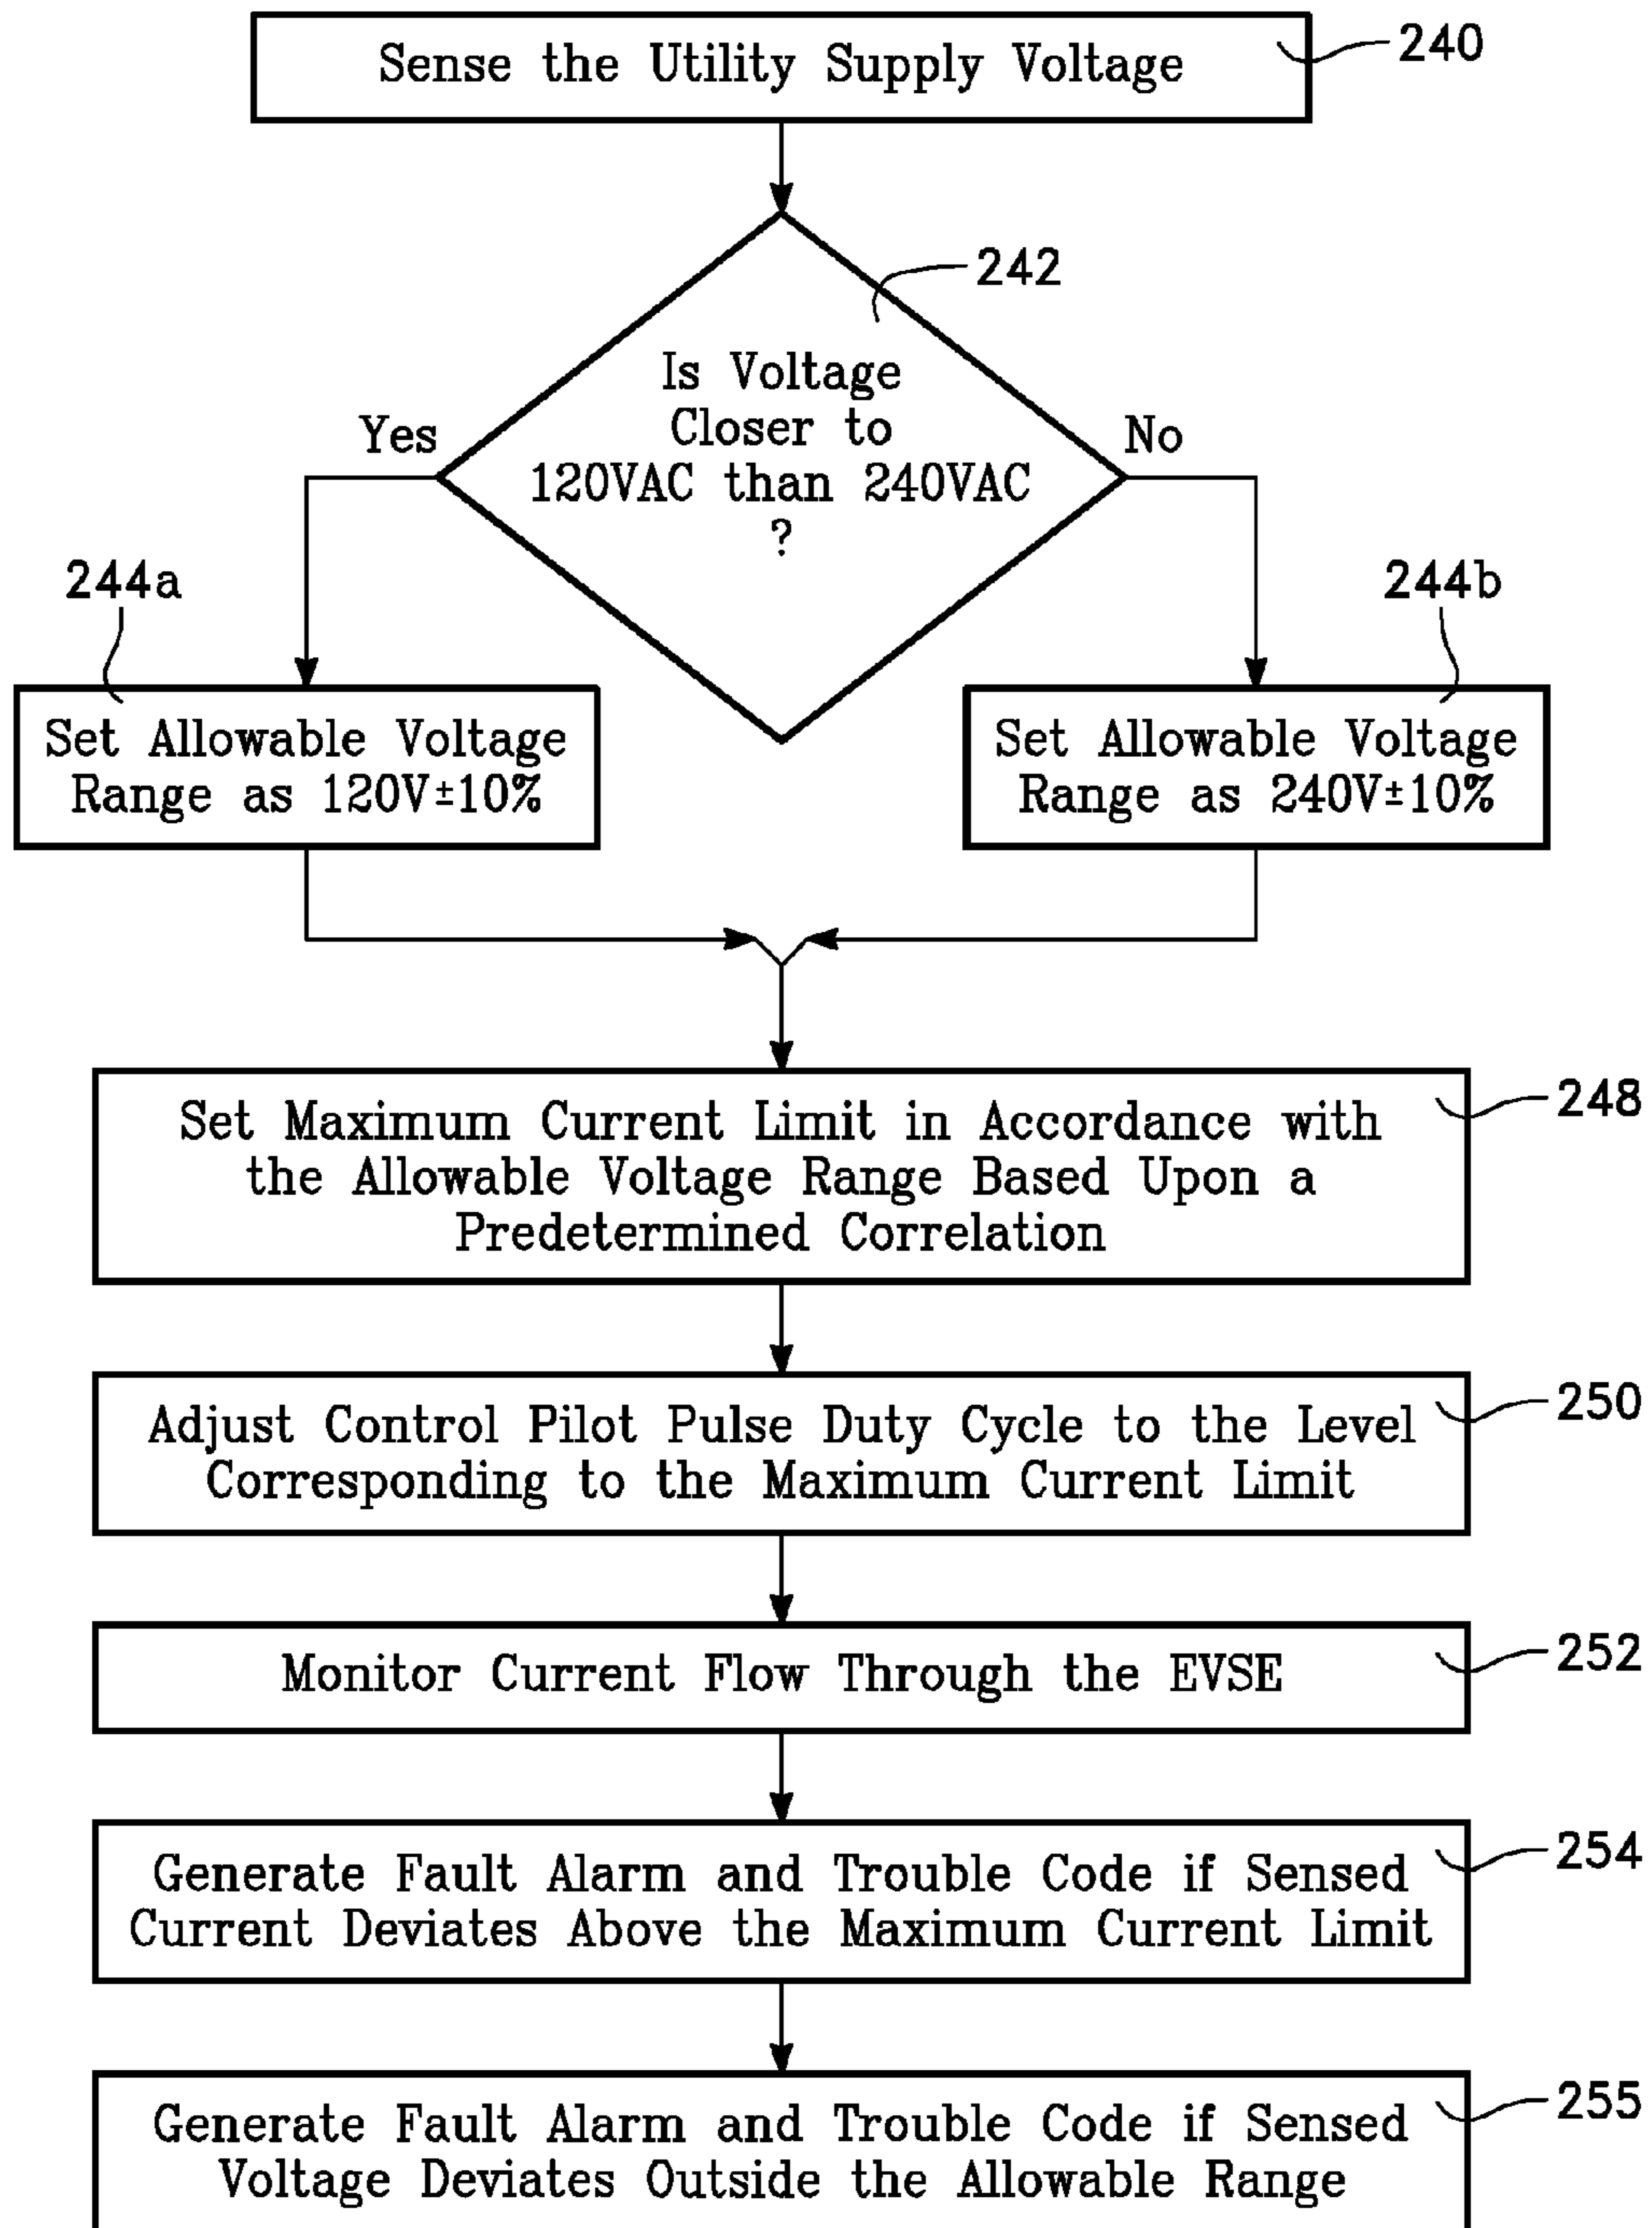 Sense the Utility Supply Voltage
240
242
Is Voltage
Closer to
120VAC than 240VAC
?
Yes
No
244a
244b
Set Allowable Voltage
Range as 120V±10%
Set Allowable Voltage
Range as 240V±10%
248
Set Maximum Current Limit in Accordance with
the Allowable Voltage Range Based Upon a
Predetermined Correlation
250
Adjust Control Pilot Pulse Duty Cycle to the Level
Corresponding to the Maximum Current Limit
252
Monitor Current Flow Through the EVSE
254
Generate Fault Alarm and Trouble Code if Sensed
Current Deviates Above the Maximum Current Limit
255
Generate Fault Alarm and Trouble Code if Sensed
Voltage Deviates Outside the Allowable Range